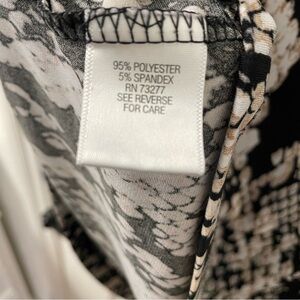 95% POLYESTER
5% SPANDEX
RN 73277
SEE REVERSE
FOR CARE